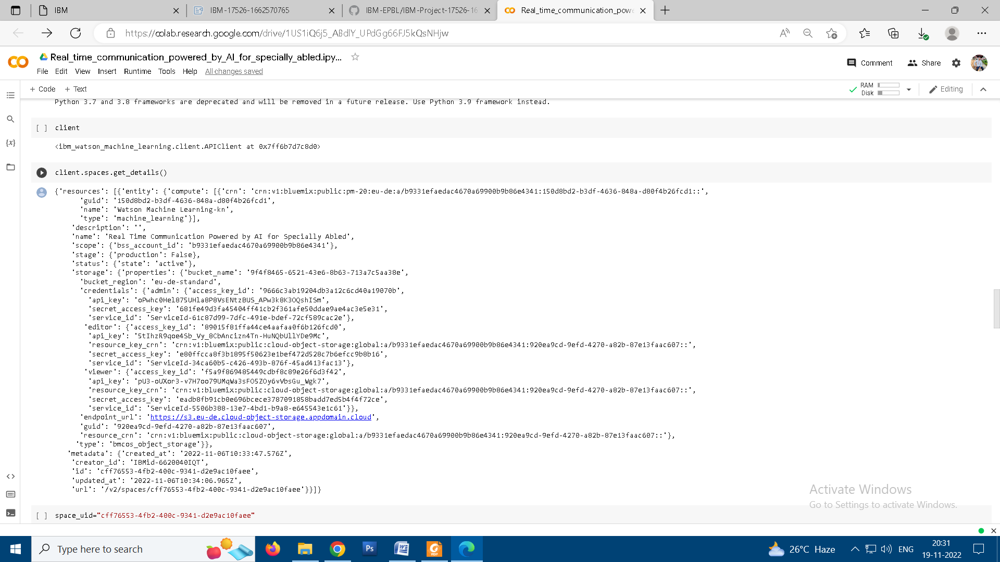 IBM
IBM-17526-1662570765
IBM-EPBL/IBM-Project-17526-16
Real_time_communication_powe
https://colab.research.google.com/drive/1US1iQ6j5_ABdlY_UPdGg66FJ5kQsNHjw
Real_time_communication_powered_by_AI_for_specially_abled.ipy...
File Edit View Insert Runtime Tools Help All changes saved
Comment Share
+ Code + Text
RAM
Disk
Editing
Python 3.7 and 3.8 frameworks are deprecated and will be removed in a future release. Use Python 3.9 framework instead.
[ ] client
<ibm_watson_machine_learning.client.APIClient at 0x7ff6b7d7c8d0>
client.spaces.get_details()
{'resources': [{'entity': {'compute': [{'crn': 'crn:v1:bluemix:public:pm-20:eu-de:a/b9331efaedac4670a69900b9b86e4341:150d8bd2-b3df-4636-848a-d80f4b26fcd1::',
'guid': '150d8bd2-b3df-4636-848a-d80f4b26fcd1',
'name': 'Watson Machine Learning-kn',
'type': 'machine_learning'}],
'description': '',
'name': 'Real Time Communication Powered by AI for Specially Abled',
'scope': {'bss_account_id': 'b9331efaedac4670a69900b9b86e4341'},
'stage': {'production': False},
'status': {'state': 'active'},
'storage': {'properties': {'bucket_name': '9f4f8465-6521-43e6-8b63-713a7c5aa38e',
'bucket_region': 'eu-de-standard',
'credentials': {'admin': {'access_key_id': '9666c3ab19204db3a12c6cd40a19070b',
'api_key': 'oPwhc0Hel875UHla8P8VsENtzBUS_APw3k8K3OQshISm',
'secret_access_key': '681fe49d3fa45404ff41cb2f361afe50ddae9ae4ac3e5e31',
'service_id': 'ServiceId-61c87d99-7dfc-491e-bdef-72cf589cac2e'},
'editor': {'access_key_id': '89015f81ffa44ce4aafaa0f6b126fcd0',
'api_key': '5tIhzR9qoe4Sb_Vy_8CbAncizn4Tn-HuNQbUllYDe9Mc',
'resource_key_crn': 'crn:v1:bluemix:public:cloud-object-storage:global:a/b9331efaedac4670a69900b9b86e4341:920ea9cd-9efd-4270-a82b-87e13faac607::',
'secret_access_key': 'e80ffcca8f3b1895f50623e1bef472d528c7b6efcc9b8b16',
'service_id': 'ServiceId-34ca60b5-c426-493b-876f-45ad413fac13'},
'viewer': {'access_key_id': 'f5a9f869485449cdbf8c89e26f6d3f42',
'api_key': 'pU3-oUXor3-v7H7oo79UMqWa3sFO5ZOy6vVbsGu_Wgk7',
'resource_key_crn': 'crn:v1:bluemix:public:cloud-object-storage:global:a/b9331efaedac4670a69900b9b86e4341:920ea9cd-9efd-4270-a82b-87e13faac607::',
'secret_access_key': 'eadb8fb91cb0e696bcece3787091858badd7ed5b4f4f72ce',
'service_id': 'ServiceId-5506b388-13e7-4bd1-b9a8-e645543e1c61'}},
'endpoint_url': 'https://s3.eu-de.cloud-object-storage.appdomain.cloud',
'guid': '920ea9cd-9efd-4270-a82b-87e13faac607',
'resource_crn': 'crn:v1:bluemix:public:cloud-object-storage:global:a/b9331efaedac4670a69900b9b86e4341:920ea9cd-9efd-4270-a82b-87e13faac607::'},
'type': 'bmcos_object_storage'}},
'metadata': {'created_at': '2022-11-06T10:33:47.576Z',
'creator_id': 'IBMid-6620040IQT',
'id': 'cff76553-4fb2-400c-9341-d2e9ac10faee',
'updated_at': '2022-11-06T10:34:06.965Z',
'url': '/v2/spaces/cff76553-4fb2-400c-9341-d2e9ac10faee'}}]}
Activate Windows
Go to Settings to activate Windows.
[ ] space_uid="cff76553-4fb2-400c-9341-d2e9ac10faee"
Type here to search
Ps
PDF
26°C Haze
ENG
20:31
19-11-2022